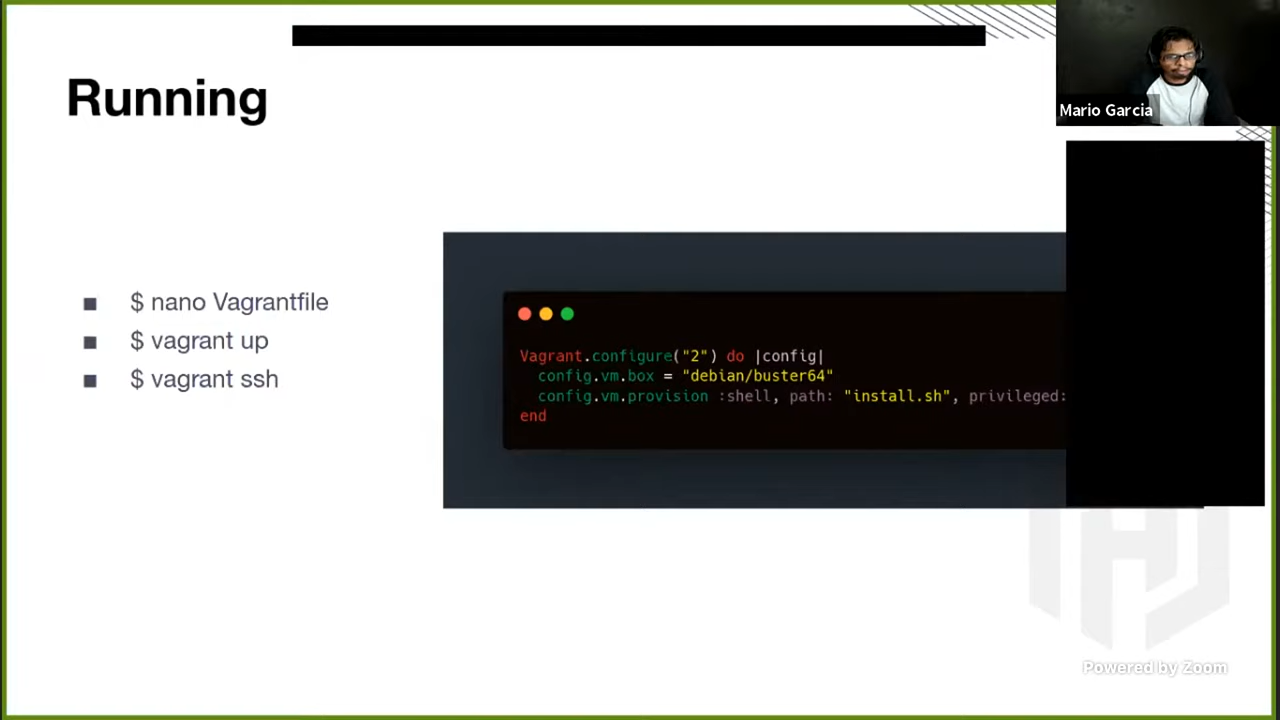 Running
Mario Garcia
■ $ nano Vagrantfile
■ $ vagrant up
■ $ vagrant ssh
Vagrant.configure("2") do |config|
  config.vm.box = "debian/buster64"
  config.vm.provision :shell, path: "install.sh", privileged:
end
Powered by Zoom